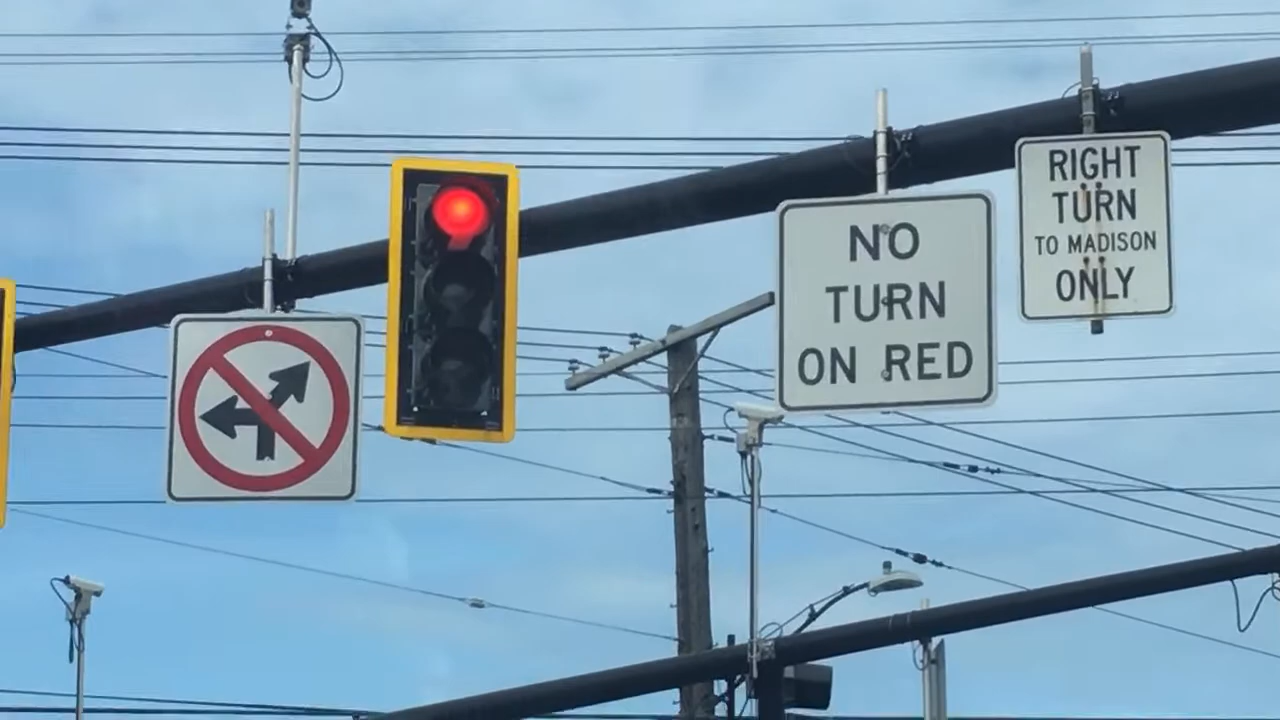 NO
TURN
ON RED
RIGHT
TURN
TO MADISON
ONLY